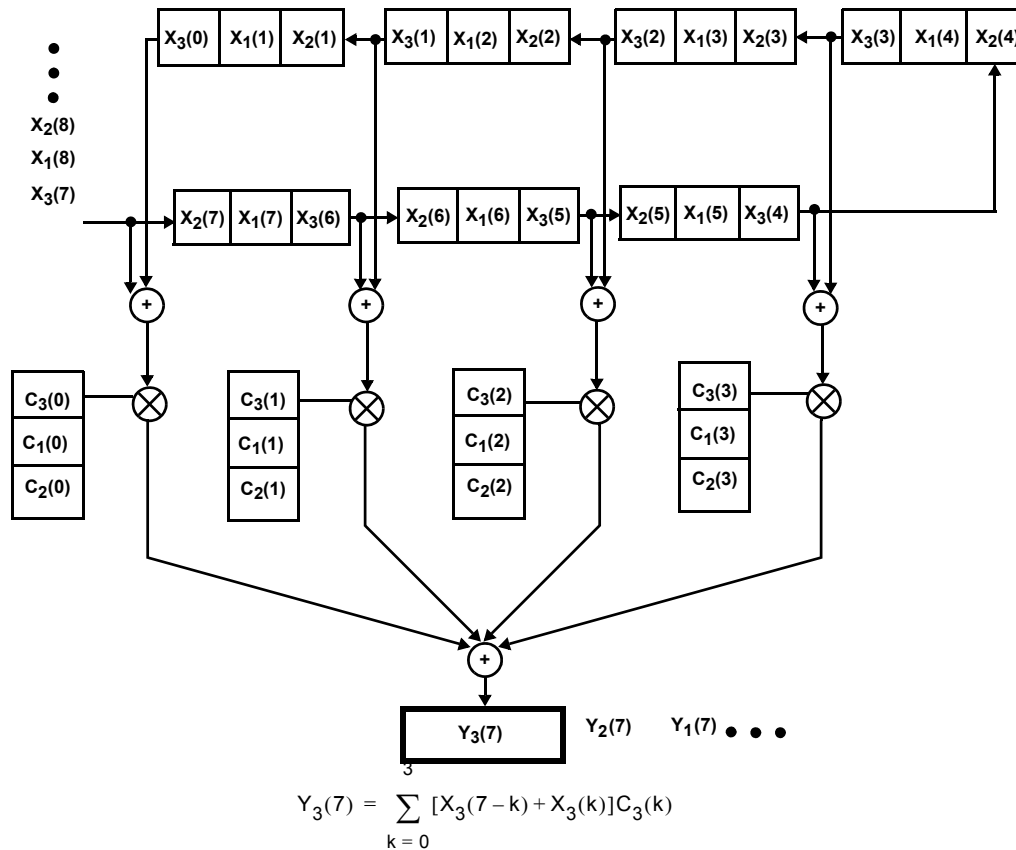 X₃(0) X₁(1) X₂(1) X₃(1) X₁(2) X₂(2) X₃(2) X₁(3) X₂(3) X₃(3) X₁(4) X₂(4)
X₂(8)
X₁(8)
X₃(7)
X₂(7) X₁(7) X₃(6) X₂(6) X₁(6) X₃(5) X₂(5) X₁(5) X₃(4)
+ + + +
C₃(0) C₃(1) C₃(2) C₃(3)
C₁(0) C₁(1) C₁(2) C₁(3)
C₂(0) C₂(1) C₂(2) C₂(3)
+
Y₃(7) Y₂(7) Y₁(7)
3
Y₃(7) = ∑ [X₃(7 – k) + X₃(k)]C₃(k)
k = 0